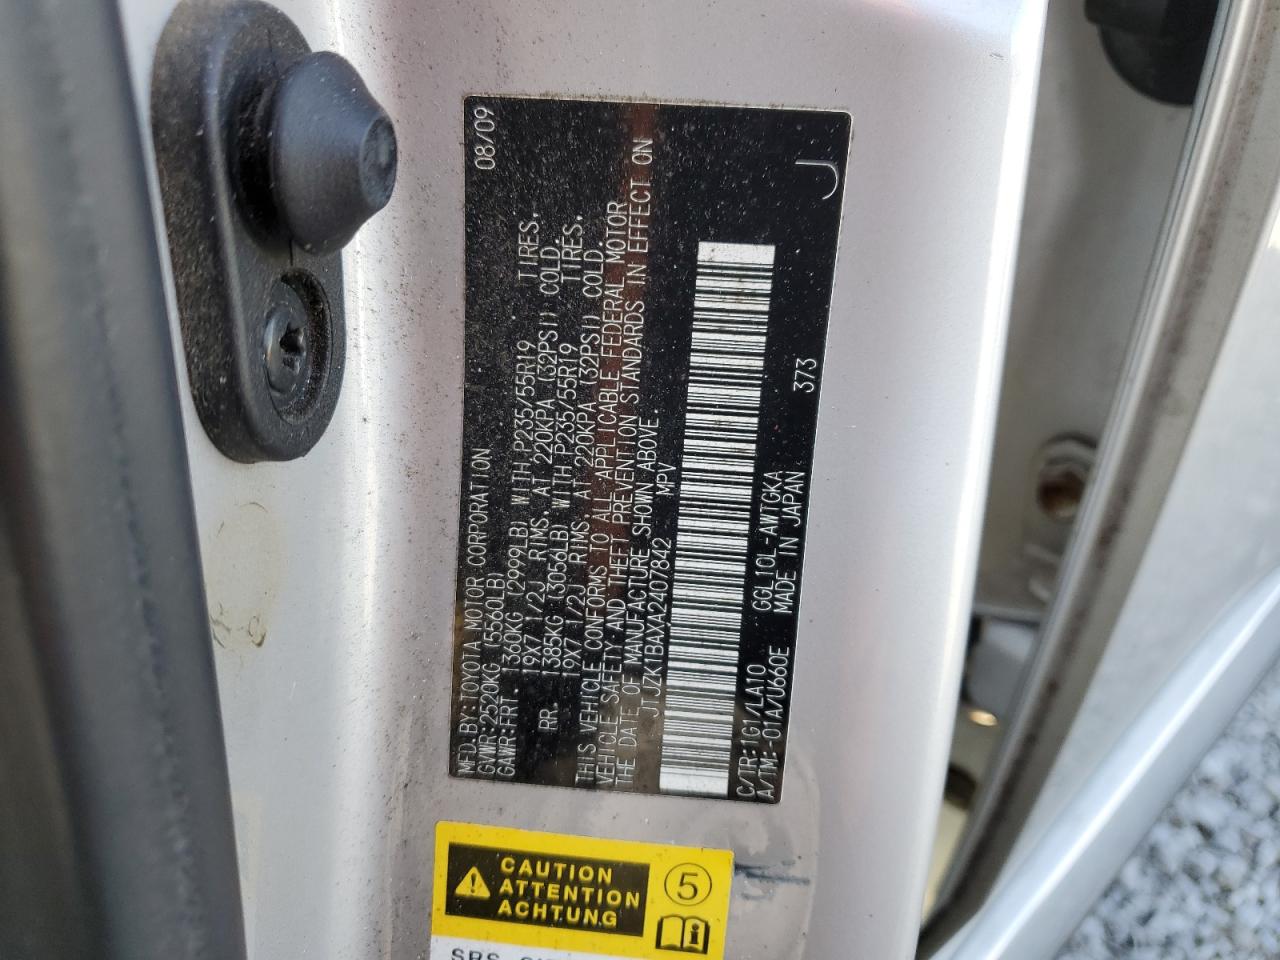 MFD.BY:TOYOTA MOTOR CORPORATION 08/09
GVWR:2520KG (5560LB)
GAWR:FRT. 1360KG (2999LB) WITH P235/55R19 TIRES.
19X7 1/2J RIMS. AT 220KPA (32PSI) COLD.
RR. 1385KG (3056LB) WITH P235/55R19 TIRES.
19X7 1/2J RIMS. AT 220KPA (32PSI) COLD.
THIS VEHICLE CONFORMS TO ALL APPLICABLE FEDERAL MOTOR
VEHICLE SAFETY AND THEFT PREVENTION STANDARDS IN EFFECT ON
THE DATE OF MANUFACTURE SHOWN ABOVE.
JTJZK1BAXA2407842 MPV
C/TR:1G1/LA10 GGL10L-AWTGKA 373
A/TM:-01A/U660E MADE IN JAPAN
J
CAUTION
ATTENTION
ACHTUNG
5
SRS